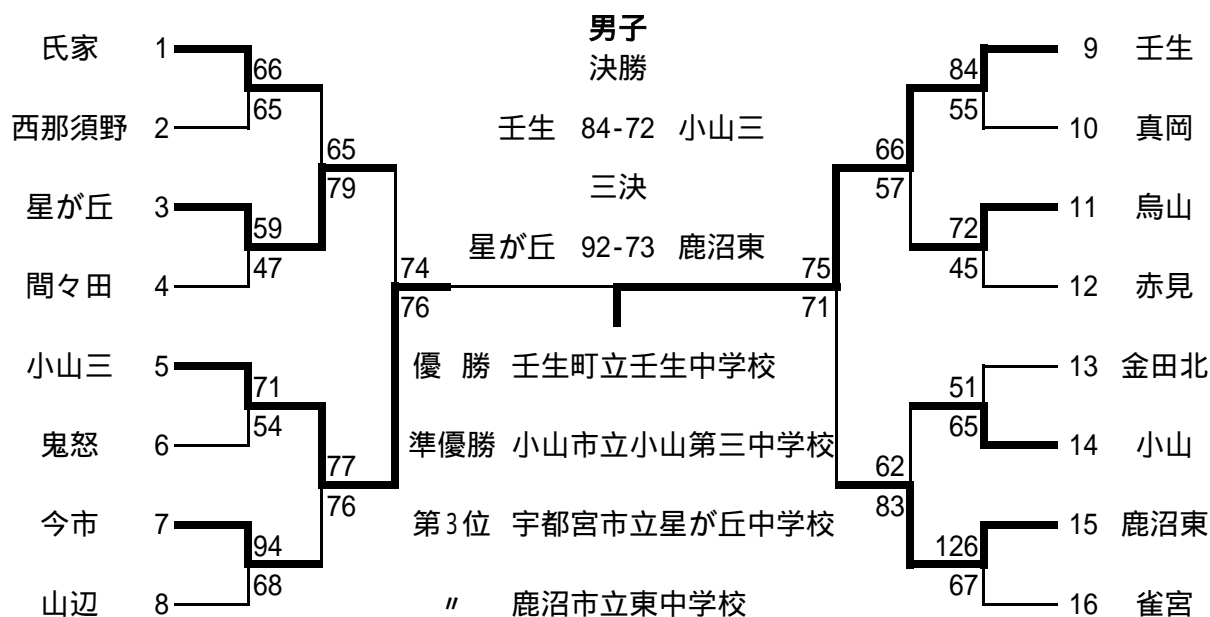 男子
決勝
壬生 84-72 小山三
三決
星が丘 92-73 鹿沼東
優 勝 壬生町立壬生中学校
準優勝 小山市立小山第三中学校
第3位 宇都宮市立星が丘中学校
〃 鹿沼市立東中学校
氏家 1
66
65
西那須野 2
65
79
星が丘 3
59
47
間々田 4
74
76
小山三 5
71
54
鬼怒 6
77
76
今市 7
94
68
山辺 8
9 壬生
84
55
10 真岡
66
57
11 烏山
72
45
12 赤見
75
71
13 金田北
51
65
14 小山
62
83
15 鹿沼東
126
67
16 雀宮